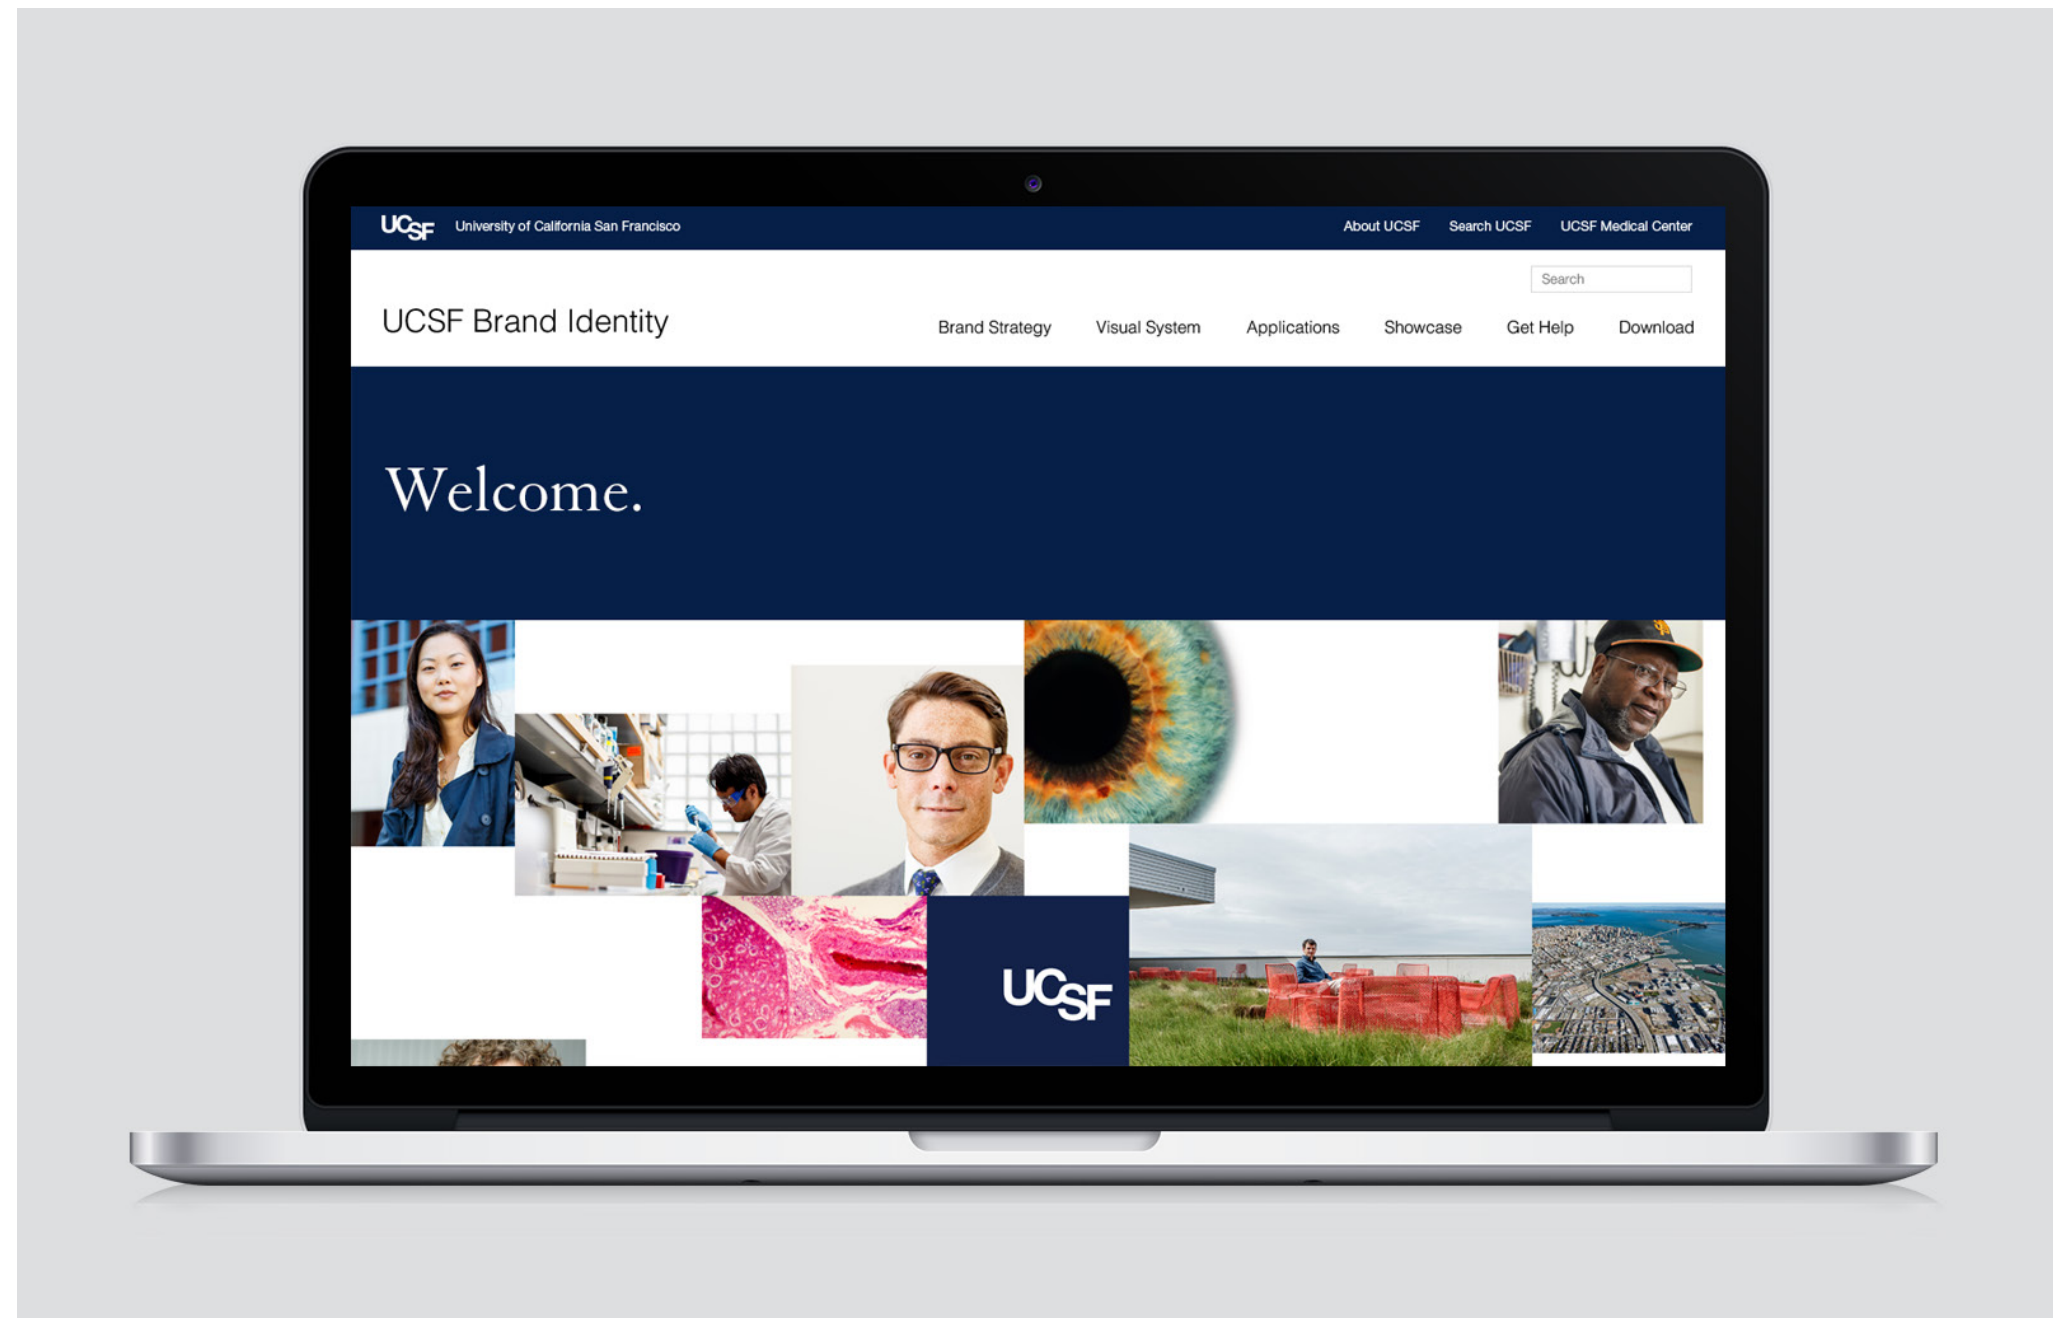 UCSF University of California San Francisco About UCSF Search UCSF UCSF Medical Center
Search
UCSF Brand Identity Brand Strategy Visual System Applications Showcase Get Help Download
Welcome.
UCSF